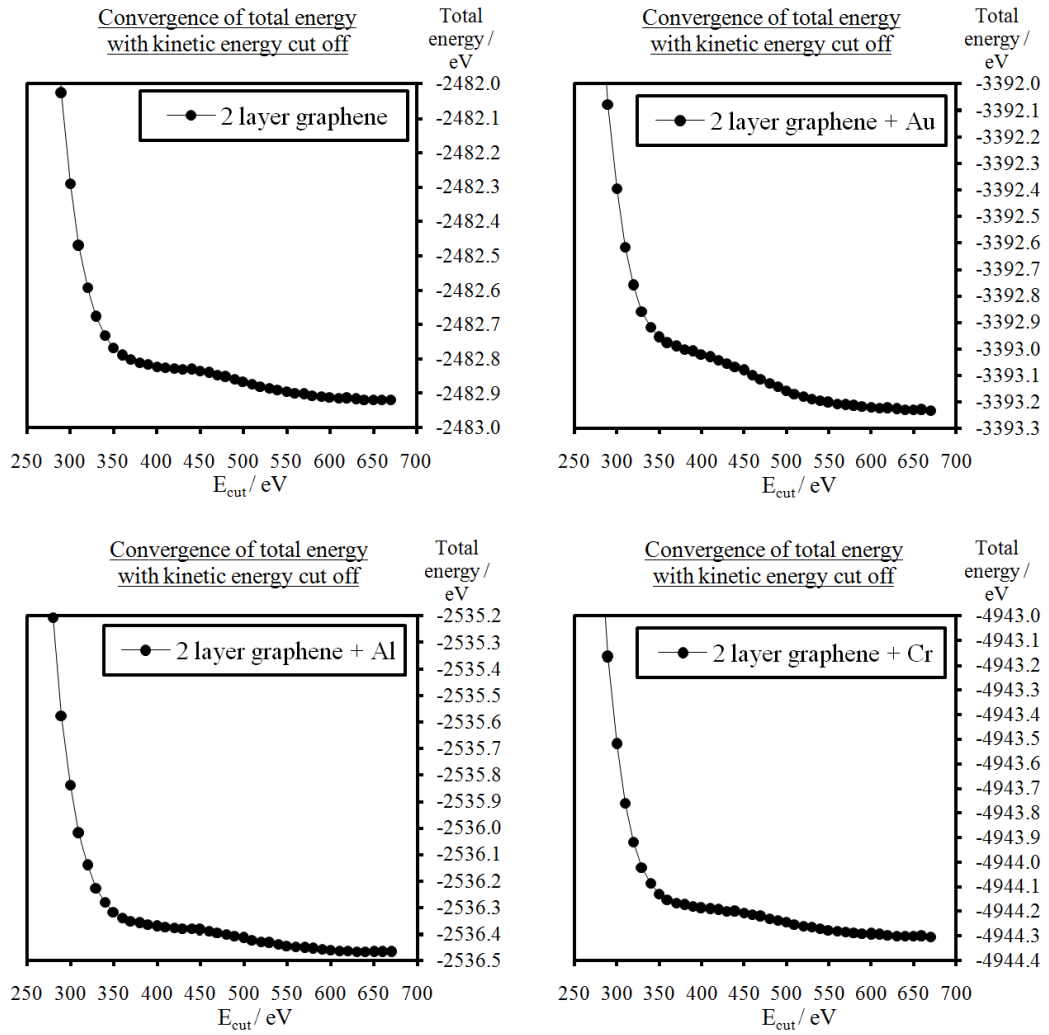 Convergence of total energy
with kinetic energy cut off
Total
energy /
eV
2 layer graphene
-2482.0
-2482.1
-2482.2
-2482.3
-2482.4
-2482.5
-2482.6
-2482.7
-2482.8
-2482.9
-2483.0
250 300 350 400 450 500 550 600 650 700
E_cut / eV
Convergence of total energy
with kinetic energy cut off
Total
energy /
eV
2 layer graphene + Au
-3392.0
-3392.1
-3392.2
-3392.3
-3392.4
-3392.5
-3392.6
-3392.7
-3392.8
-3392.9
-3393.0
-3393.1
-3393.2
-3393.3
250 300 350 400 450 500 550 600 650 700
E_cut / eV
Convergence of total energy
with kinetic energy cut off
Total
energy /
eV
2 layer graphene + Al
-2535.2
-2535.3
-2535.4
-2535.6
-2535.7
-2535.8
-2535.9
-2536.0
-2536.1
-2536.2
-2536.3
-2536.4
-2536.5
250 300 350 400 450 500 550 600 650 700
E_cut / eV
Convergence of total energy
with kinetic energy cut off
Total
energy /
eV
2 layer graphene + Cr
-4943.0
-4943.1
-4943.2
-4943.3
-4943.4
-4943.5
-4943.6
-4943.7
-4943.8
-4943.9
-4944.0
-4944.1
-4944.2
-4944.3
-4944.4
250 300 350 400 450 500 550 600 650 700
E_cut / eV